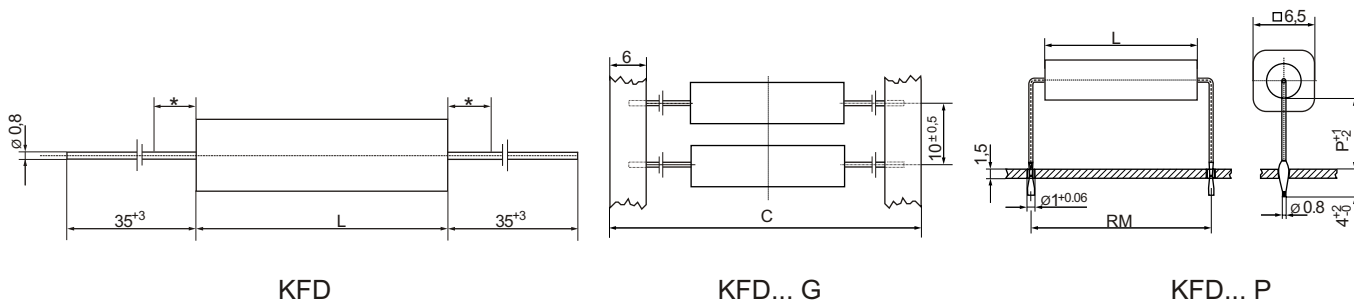 * *
Ø 0,8
35+3 L 35+3
KFD
6
10±0,5
C
KFD... G
L
1,5
Ø1+0.06
RM
□ 6,5
P+1-2
Ø 0.8
4+2-0
KFD... P